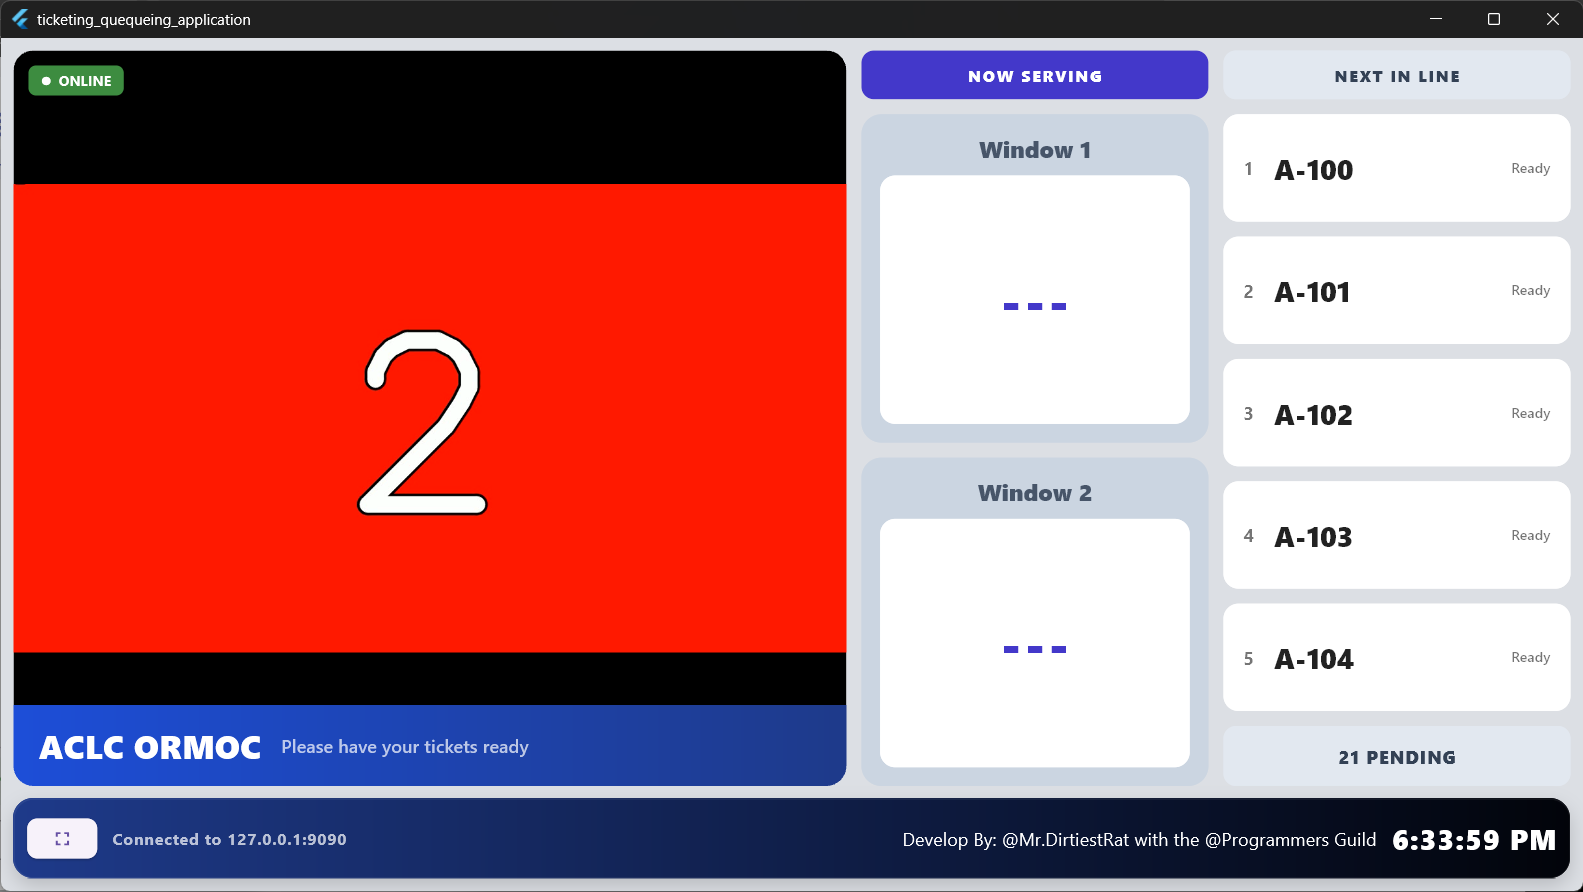 ticketing_quequeing_application
ONLINE
2
ACLC ORMOC Please have your tickets ready
NOW SERVING
Window 1
---
Window 2
---
NEXT IN LINE
1 A-100 Ready
2 A-101 Ready
3 A-102 Ready
4 A-103 Ready
5 A-104 Ready
21 PENDING
Connected to 127.0.0.1:9090
Develop By: @Mr.DirtiestRat with the @Programmers Guild 6:33:59 PM